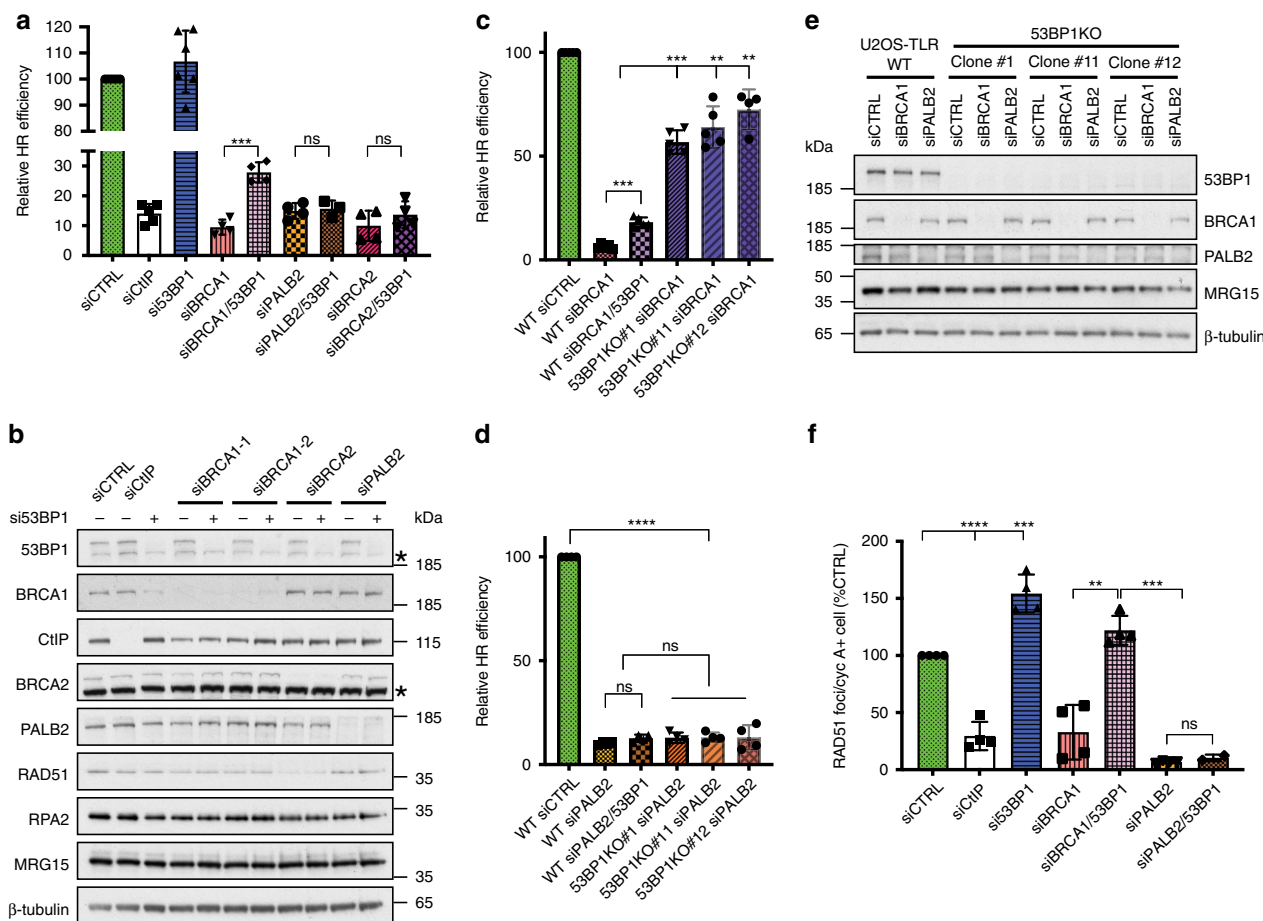 a
Relative HR efficiency
120
110
100
90
80
70
60
30
20
10
0
***
ns
ns
siCTRL
siCtIP
si53BP1
siBRCA1
siBRCA1/53BP1
siPALB2
siPALB2/53BP1
siBRCA2
siBRCA2/53BP1
b
siCTRL
siCtIP
siBRCA1-1
siBRCA1-2
siBRCA2
siPALB2
si53BP1 – – + – + – + – + – + kDa
53BP1 * 185
BRCA1 185
CtIP 115
BRCA2 *
PALB2 185
RAD51 35
RPA2 35
MRG15 35
β-tubulin 65
c
Relative HR efficiency
100
50
0
***
*** ** **
WT siCTRL
WT siBRCA1
WT siBRCA1/53BP1
53BP1KO#1 siBRCA1
53BP1KO#11 siBRCA1
53BP1KO#12 siBRCA1
d
Relative HR efficiency
100
50
0
****
ns
ns
WT siCTRL
WT siPALB2
WT siPALB2/53BP1
53BP1KO#1 siPALB2
53BP1KO#11 siPALB2
53BP1KO#12 siPALB2
e
U2OS-TLR
WT
53BP1KO
Clone #1 Clone #11 Clone #12
siCTRL siBRCA1 siPALB2 siCTRL siBRCA1 siPALB2 siCTRL siBRCA1 siPALB2 siCTRL siBRCA1 siPALB2
kDa
185 53BP1
185 BRCA1
185 PALB2
50
35 MRG15
65 β-tubulin
f
RAD51 foci/cyc A+ cell (%CTRL)
200
150
100
50
0
**** ***
** ***
ns
siCTRL
siCtIP
si53BP1
siBRCA1
siBRCA1/53BP1
siPALB2
siPALB2/53BP1